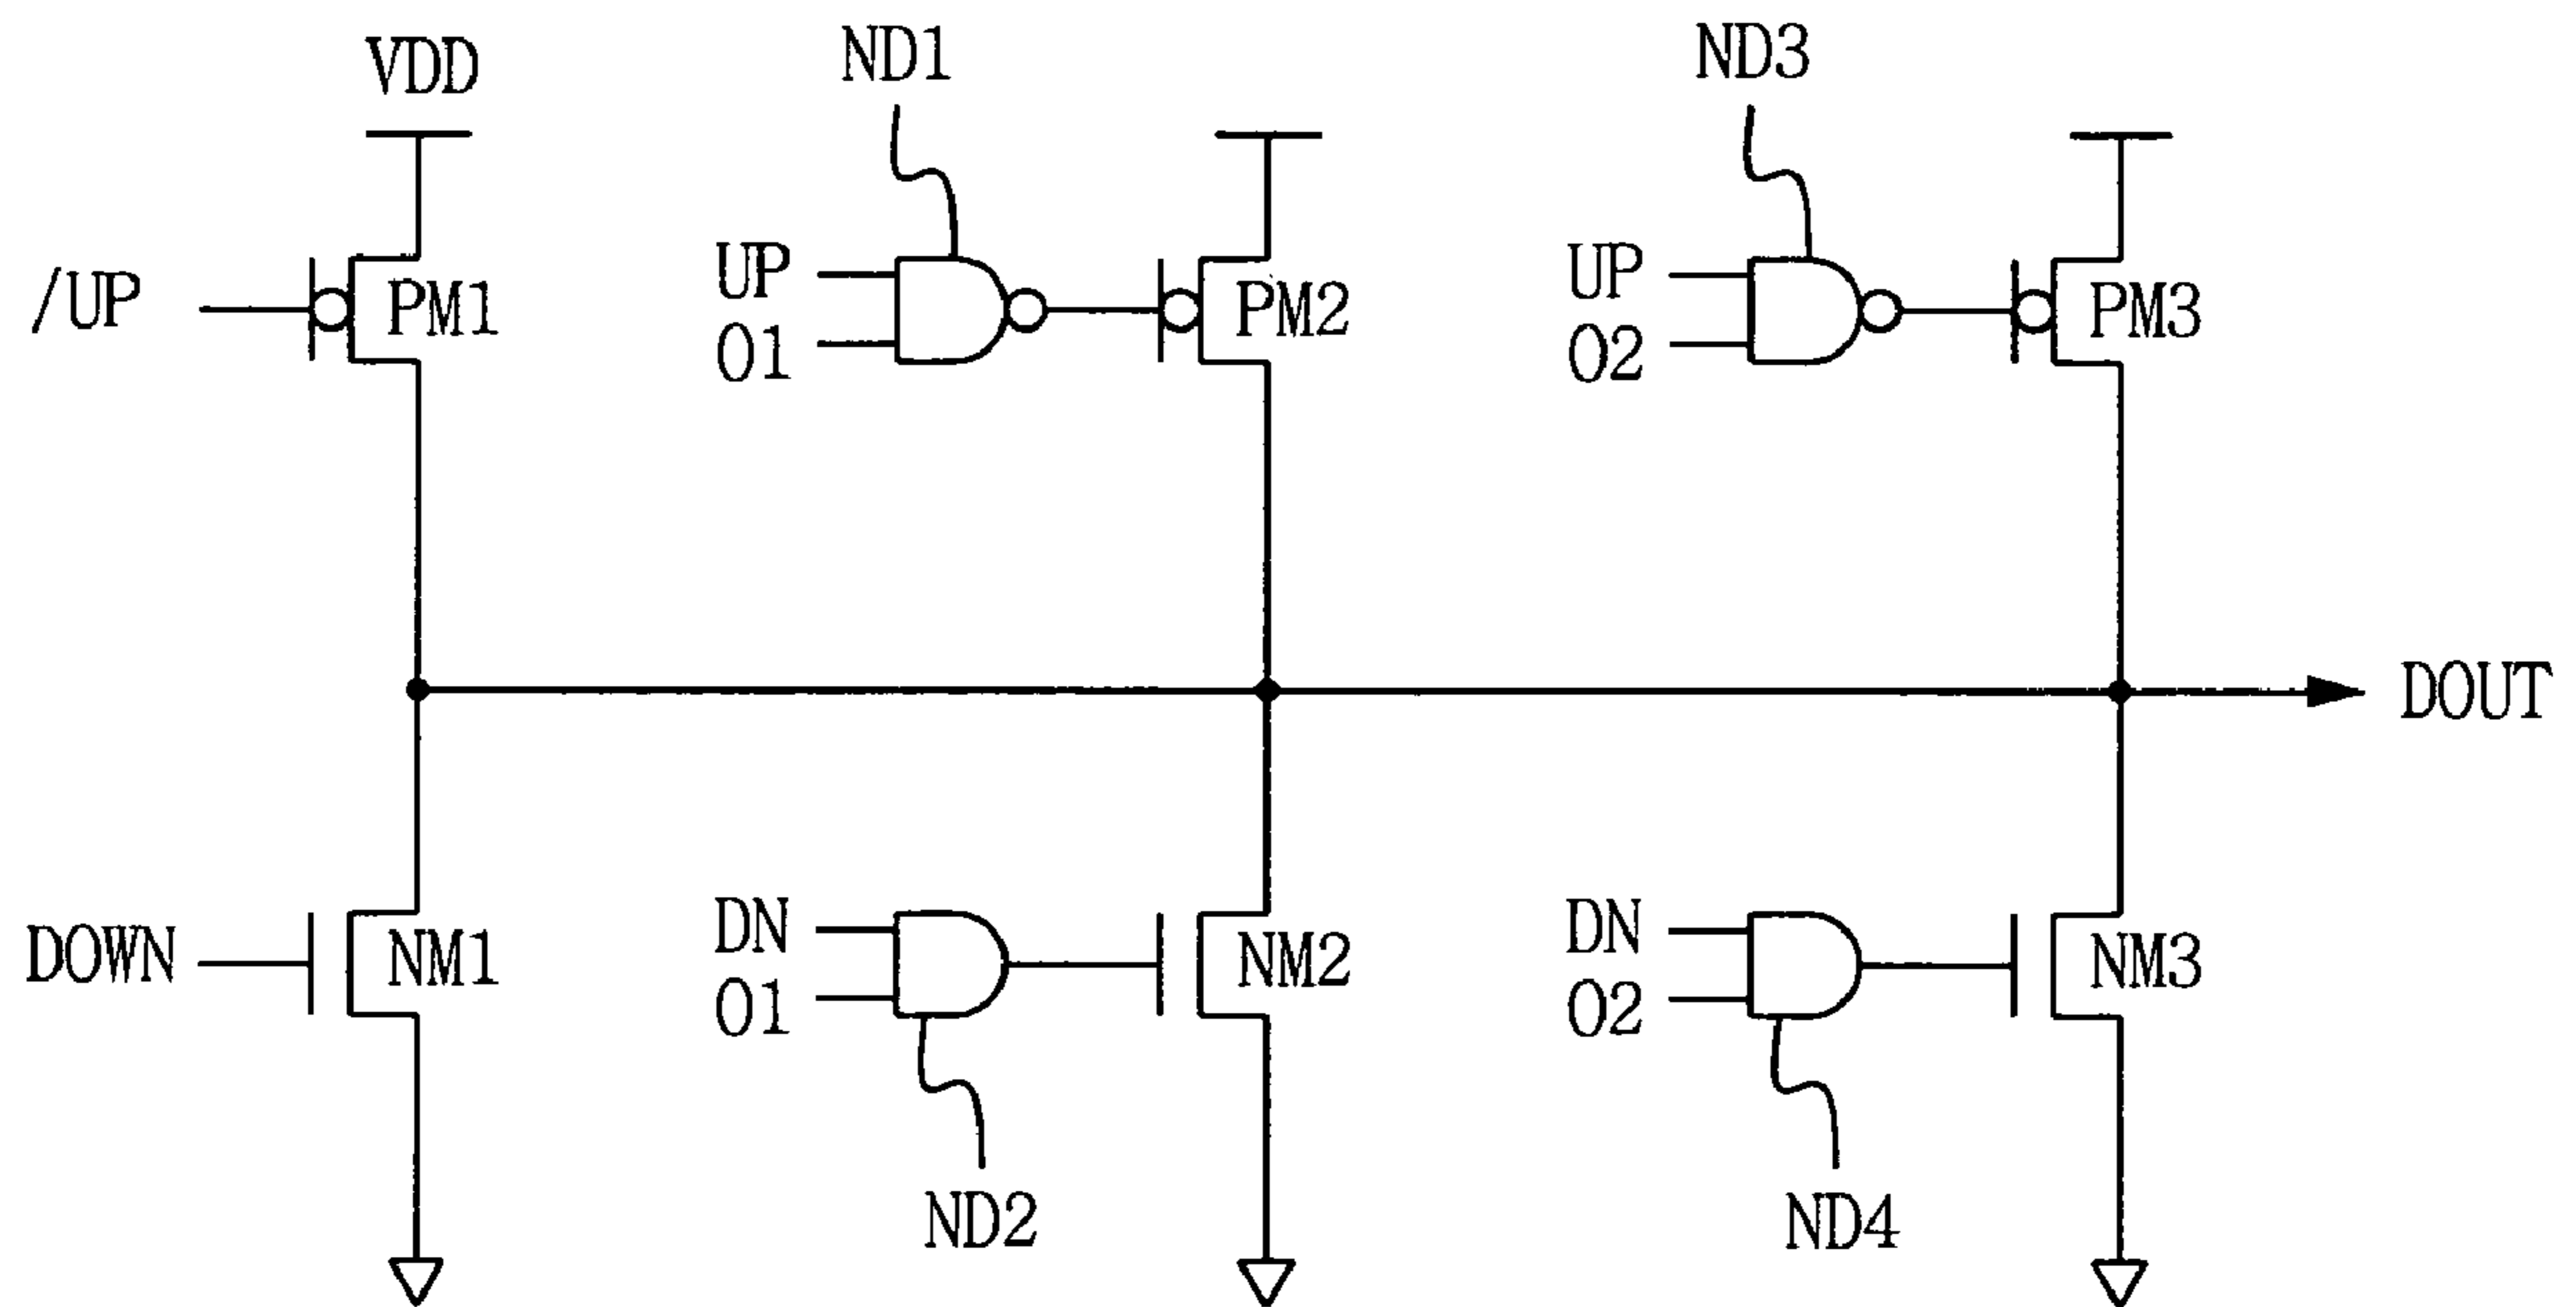 VDD
ND1
ND3
/UP
PM1
UP
O1
PM2
UP
O2
PM3
DOUT
DOWN
NM1
DN
O1
NM2
DN
O2
NM3
ND2
ND4